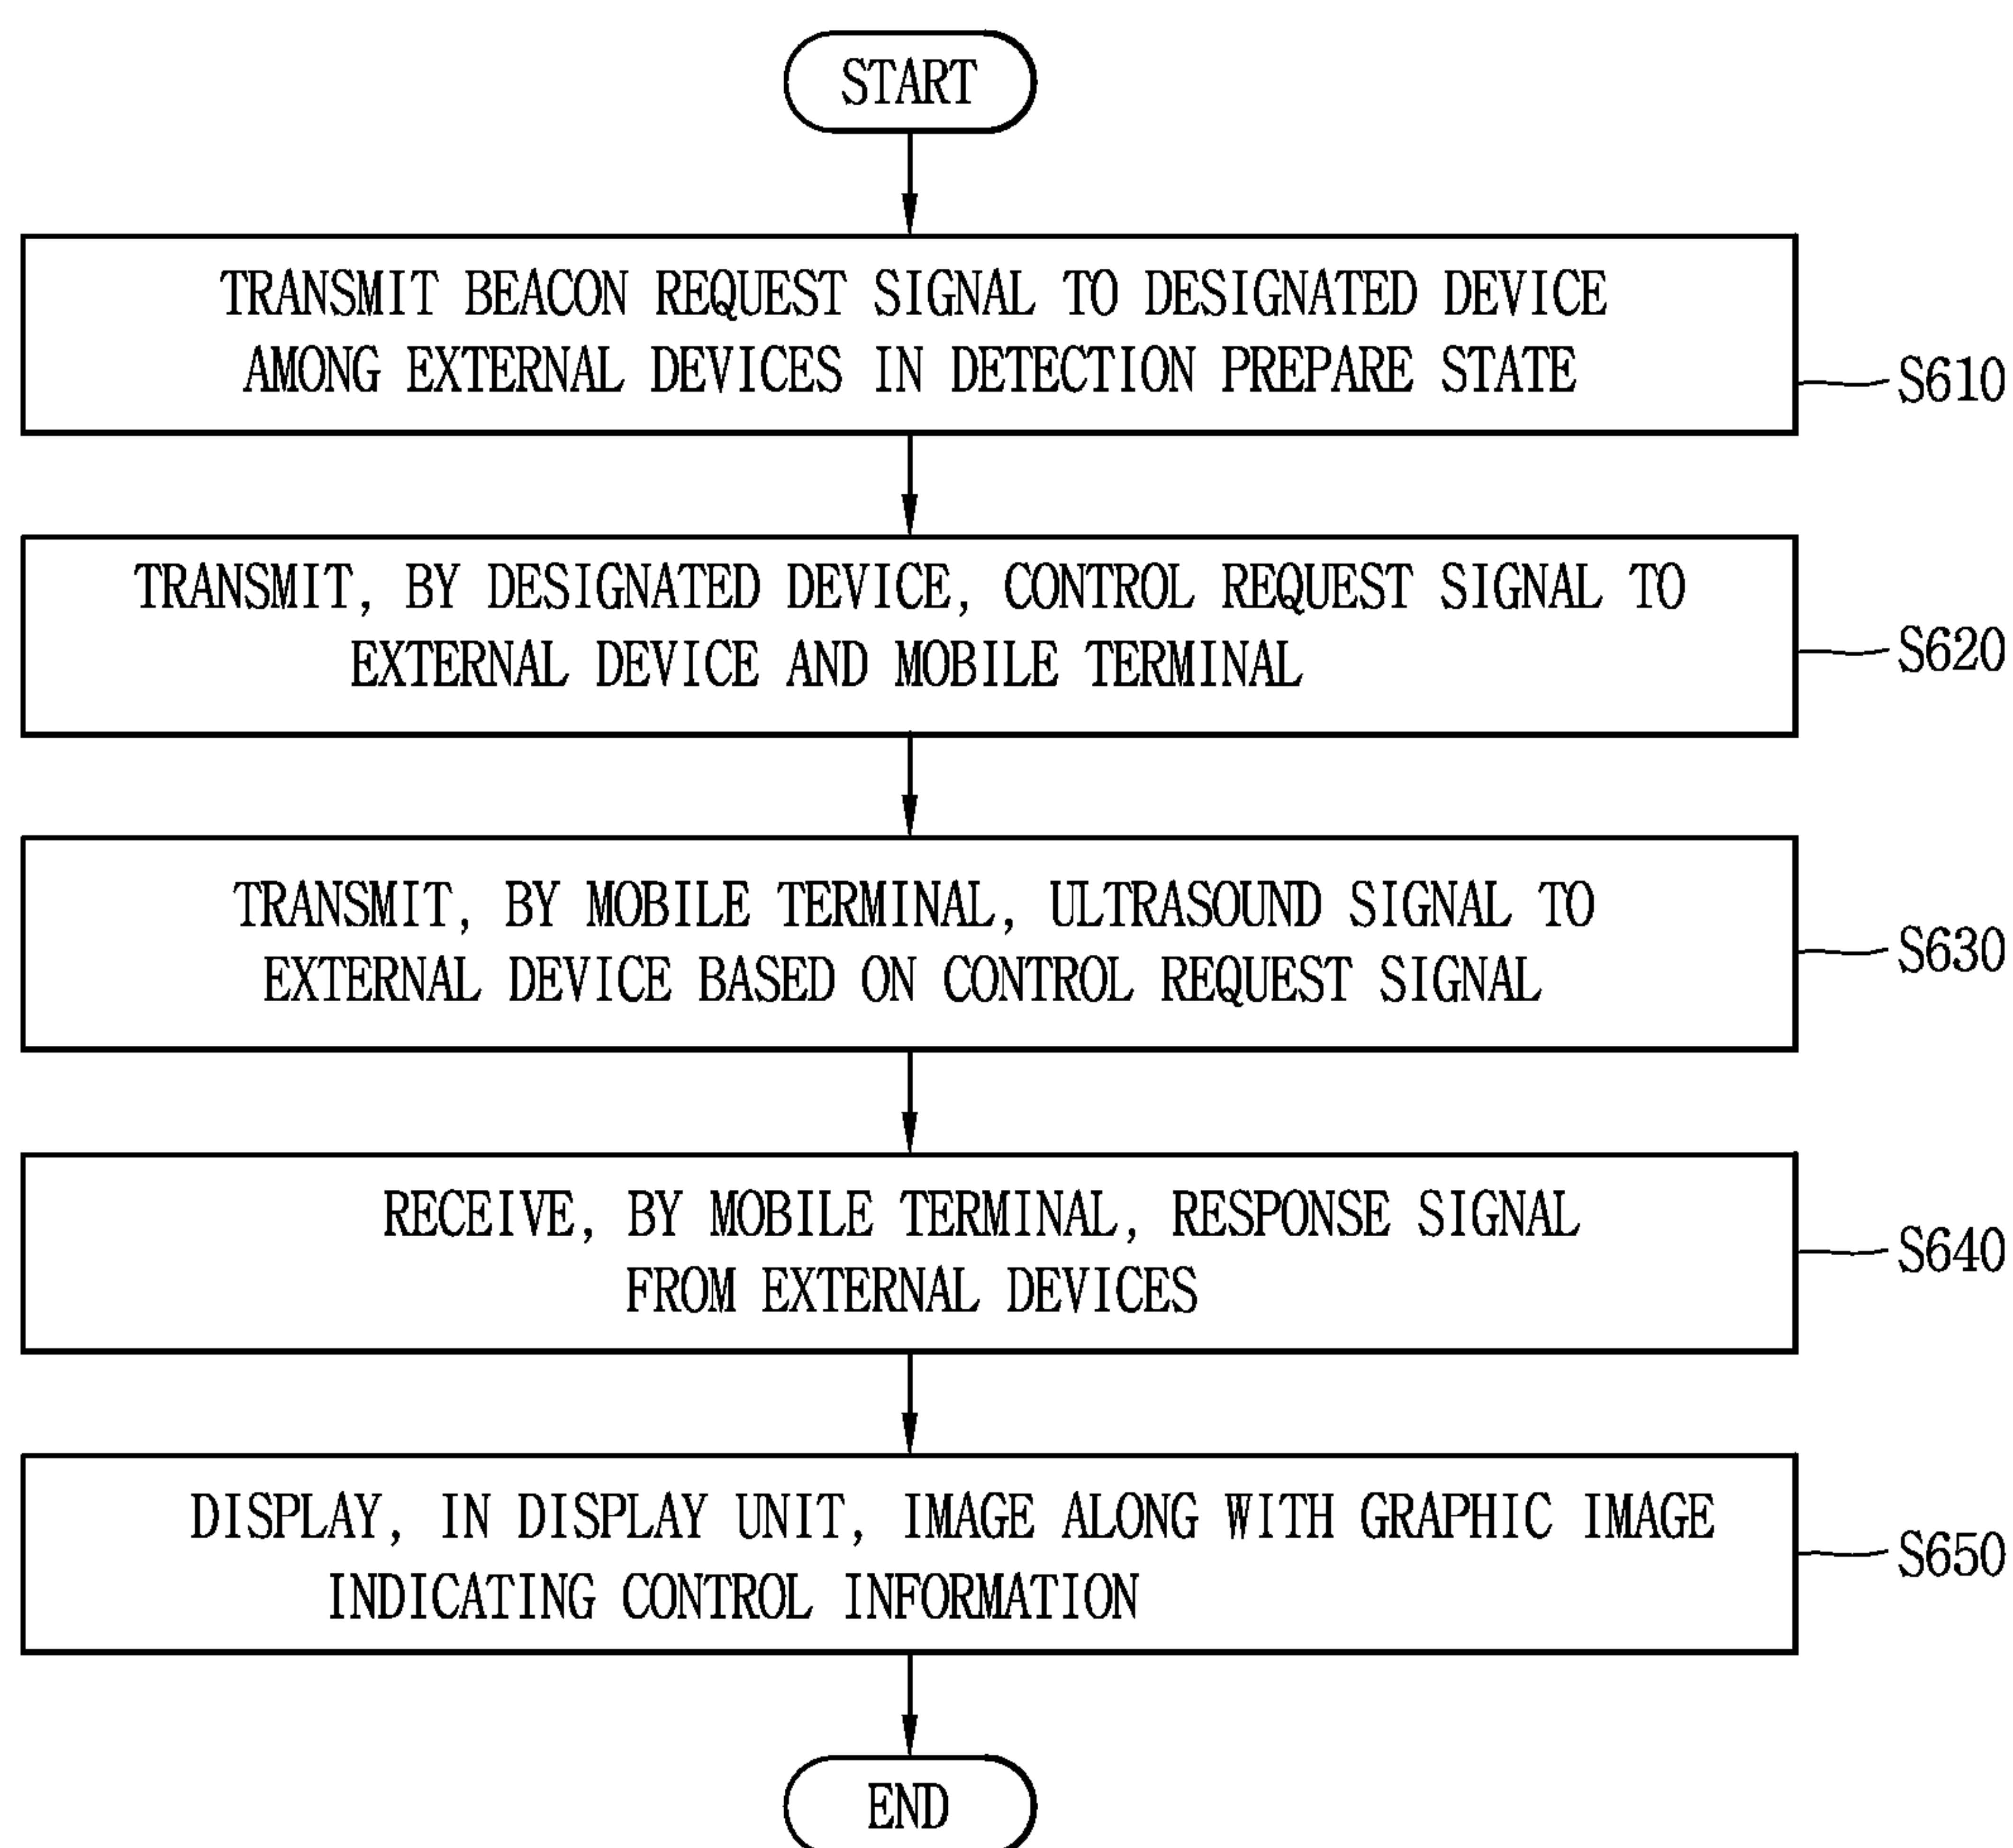 START
TRANSMIT BEACON REQUEST SIGNAL TO DESIGNATED DEVICE
AMONG EXTERNAL DEVICES IN DETECTION PREPARE STATE
S610
TRANSMIT, BY DESIGNATED DEVICE, CONTROL REQUEST SIGNAL TO
EXTERNAL DEVICE AND MOBILE TERMINAL
S620
TRANSMIT, BY MOBILE TERMINAL, ULTRASOUND SIGNAL TO
EXTERNAL DEVICE BASED ON CONTROL REQUEST SIGNAL
S630
RECEIVE, BY MOBILE TERMINAL, RESPONSE SIGNAL
FROM EXTERNAL DEVICES
S640
DISPLAY, IN DISPLAY UNIT, IMAGE ALONG WITH GRAPHIC IMAGE
INDICATING CONTROL INFORMATION
S650
END